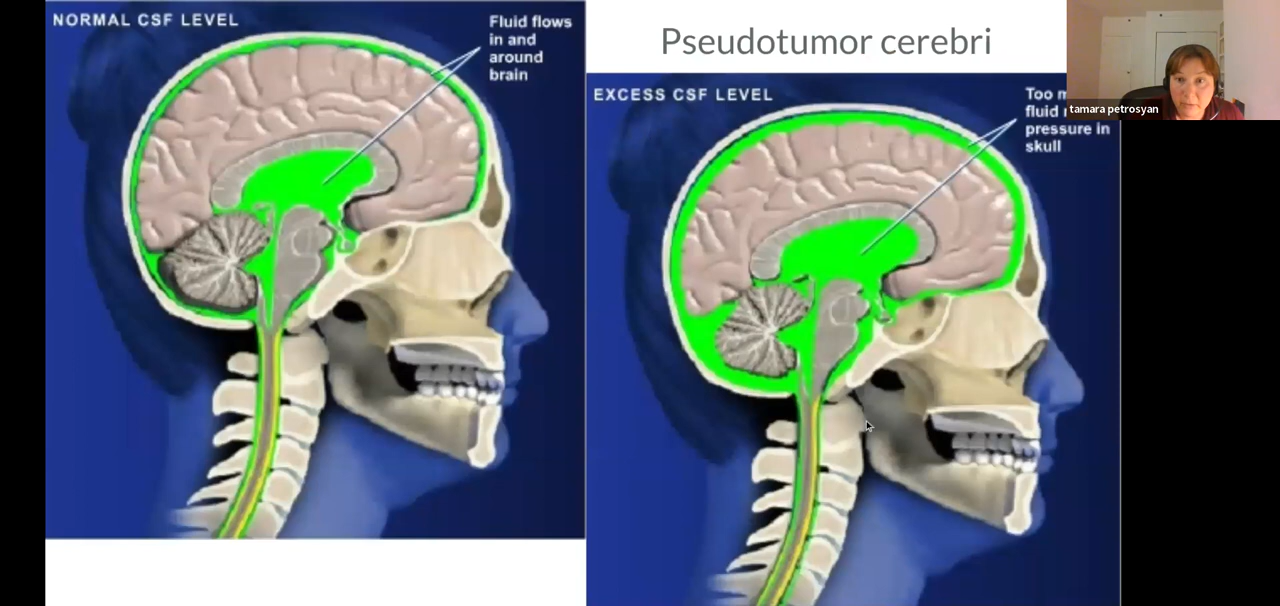 NORMAL CSF LEVEL
Fluid flows
in and
around
brain
Pseudotumor cerebri
EXCESS CSF LEVEL
Too
fluid
pressure in
skull
tamara petrosyan